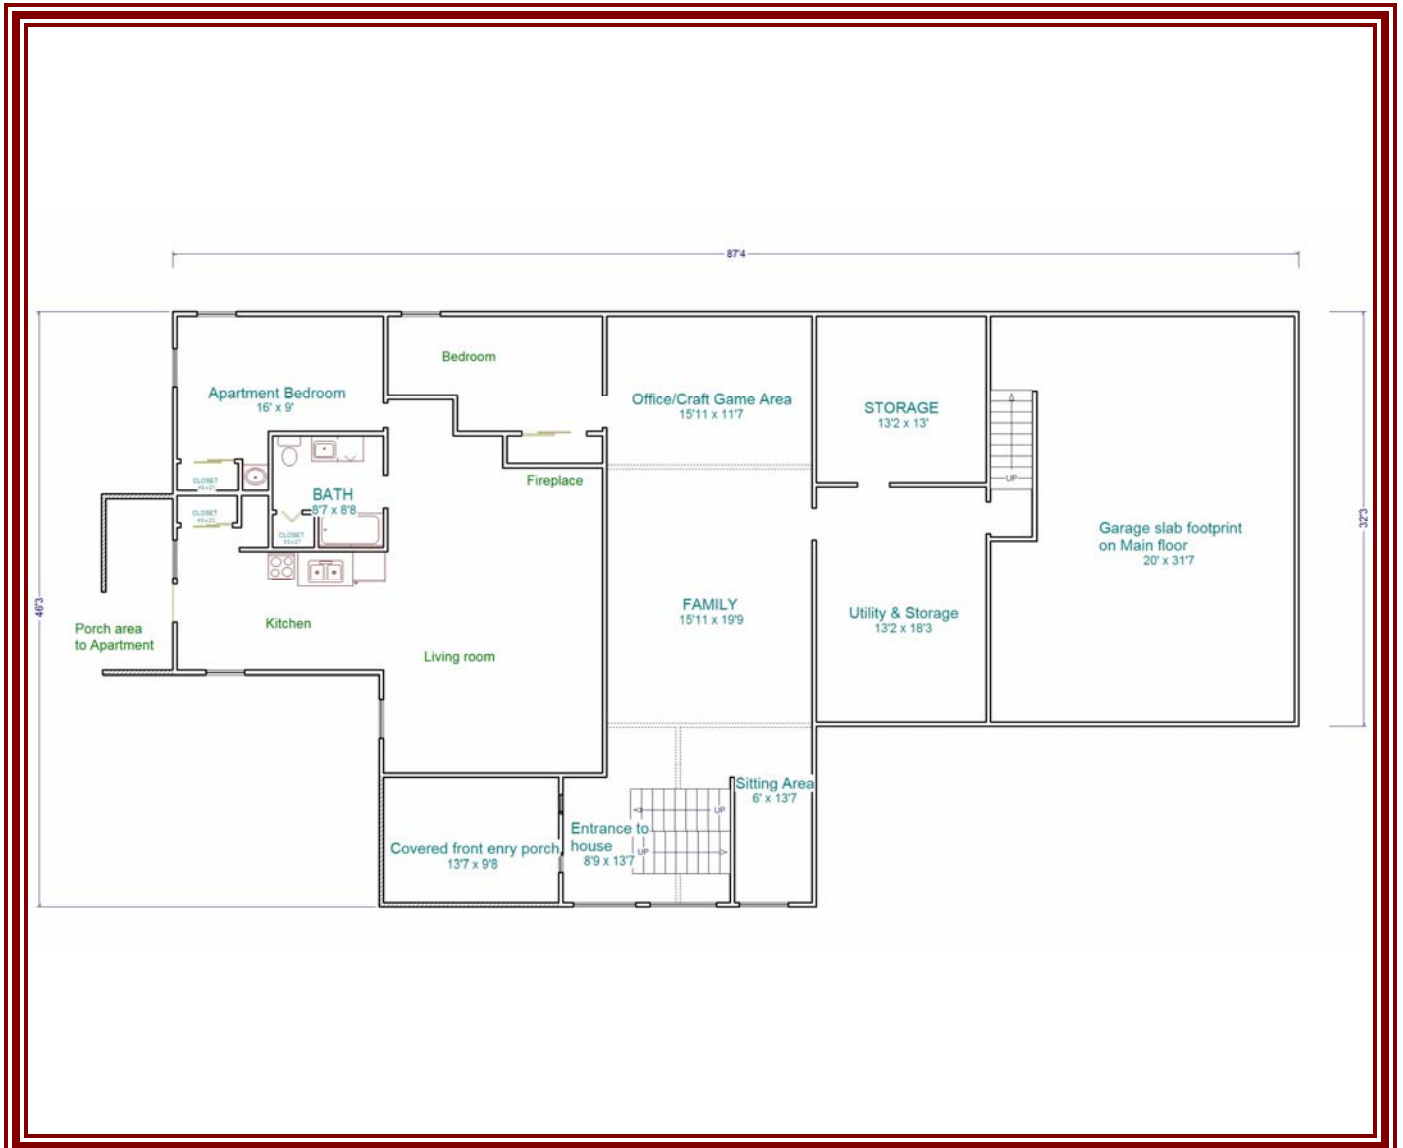 87'4
Bedroom
Apartment Bedroom
16' x 9'
Office/Craft Game Area
15'11 x 11'7
STORAGE
13'2 x 13'
CLOSET
UP
Fireplace
BATH
8'7 x 8'8
CLOSET
CLOSET
Garage slab footprint
on Main floor
20' x 31'7
32'3
46'3
FAMILY
15'11 x 19'9
Utility & Storage
13'2 x 18'3
Kitchen
Porch area
to Apartment
Living room
Sitting Area
6' x 13'7
UP
Entrance to
house
8'9 x 13'7
UP
Covered front enry porch
13'7 x 9'8